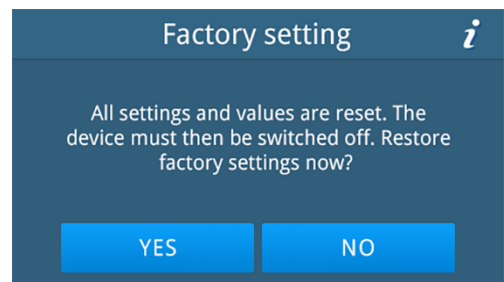 Factory setting i
All settings and values are reset. The
device must then be switched off. Restore
factory settings now?
YES NO